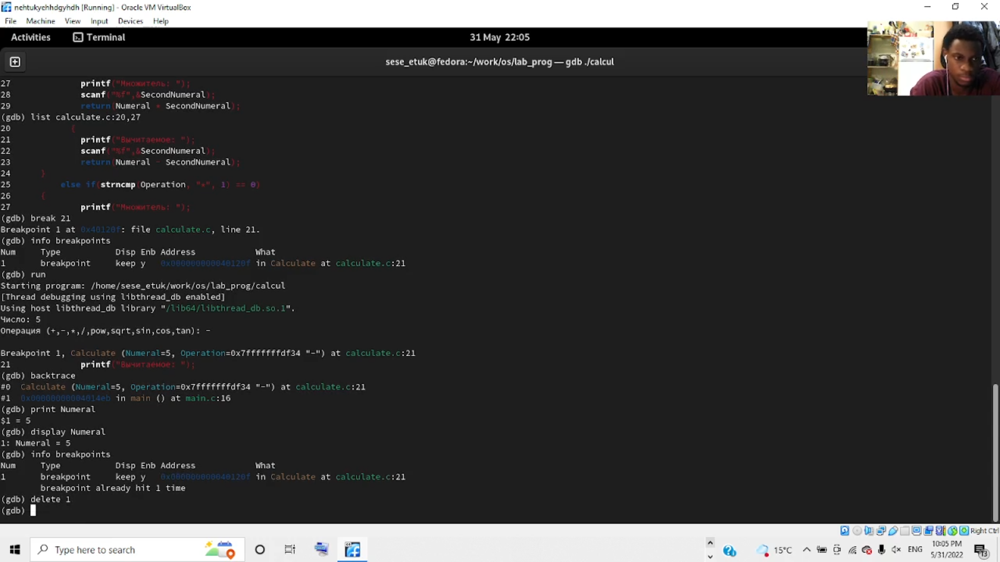 nehtukyehhdgyhdh [Running] - Oracle VM VirtualBox
File Machine View Input Devices Help
Activities Terminal 31 May 22:05
sese_etuk@fedora:~/work/os/lab_prog — gdb ./calcul
27 printf("Множитель: ");
28 scanf("%f",&SecondNumeral);
29 return(Numeral * SecondNumeral);
(gdb) list calculate.c:20,27
20 {
21 printf("Вычитаемое: ");
22 scanf("%f",&SecondNumeral);
23 return(Numeral - SecondNumeral);
24 }
25 else if(strncmp(Operation, "*", 1) == 0)
26 {
27 printf("Множитель: ");
(gdb) break 21
Breakpoint 1 at 0x40120f: file calculate.c, line 21.
(gdb) info breakpoints
Num Type Disp Enb Address What
1 breakpoint keep y 0x000000000040120f in Calculate at calculate.c:21
(gdb) run
Starting program: /home/sese_etuk/work/os/lab_prog/calcul
[Thread debugging using libthread_db enabled]
Using host libthread_db library "/lib64/libthread_db.so.1".
Число: 5
Операция (+,-,*,/,pow,sqrt,sin,cos,tan): -
Breakpoint 1, Calculate (Numeral=5, Operation=0x7fffffffdf34 "-") at calculate.c:21
21 printf("Вычитаемое: ");
(gdb) backtrace
#0 Calculate (Numeral=5, Operation=0x7fffffffdf34 "-") at calculate.c:21
#1 0x00000000004014eb in main () at main.c:16
(gdb) print Numeral
$1 = 5
(gdb) display Numeral
1: Numeral = 5
(gdb) info breakpoints
Num Type Disp Enb Address What
1 breakpoint keep y 0x000000000040120f in Calculate at calculate.c:21
breakpoint already hit 1 time
(gdb) delete 1
(gdb)
Right Ctrl
Type here to search
15°C
ENG
10:05 PM
5/31/2022
13